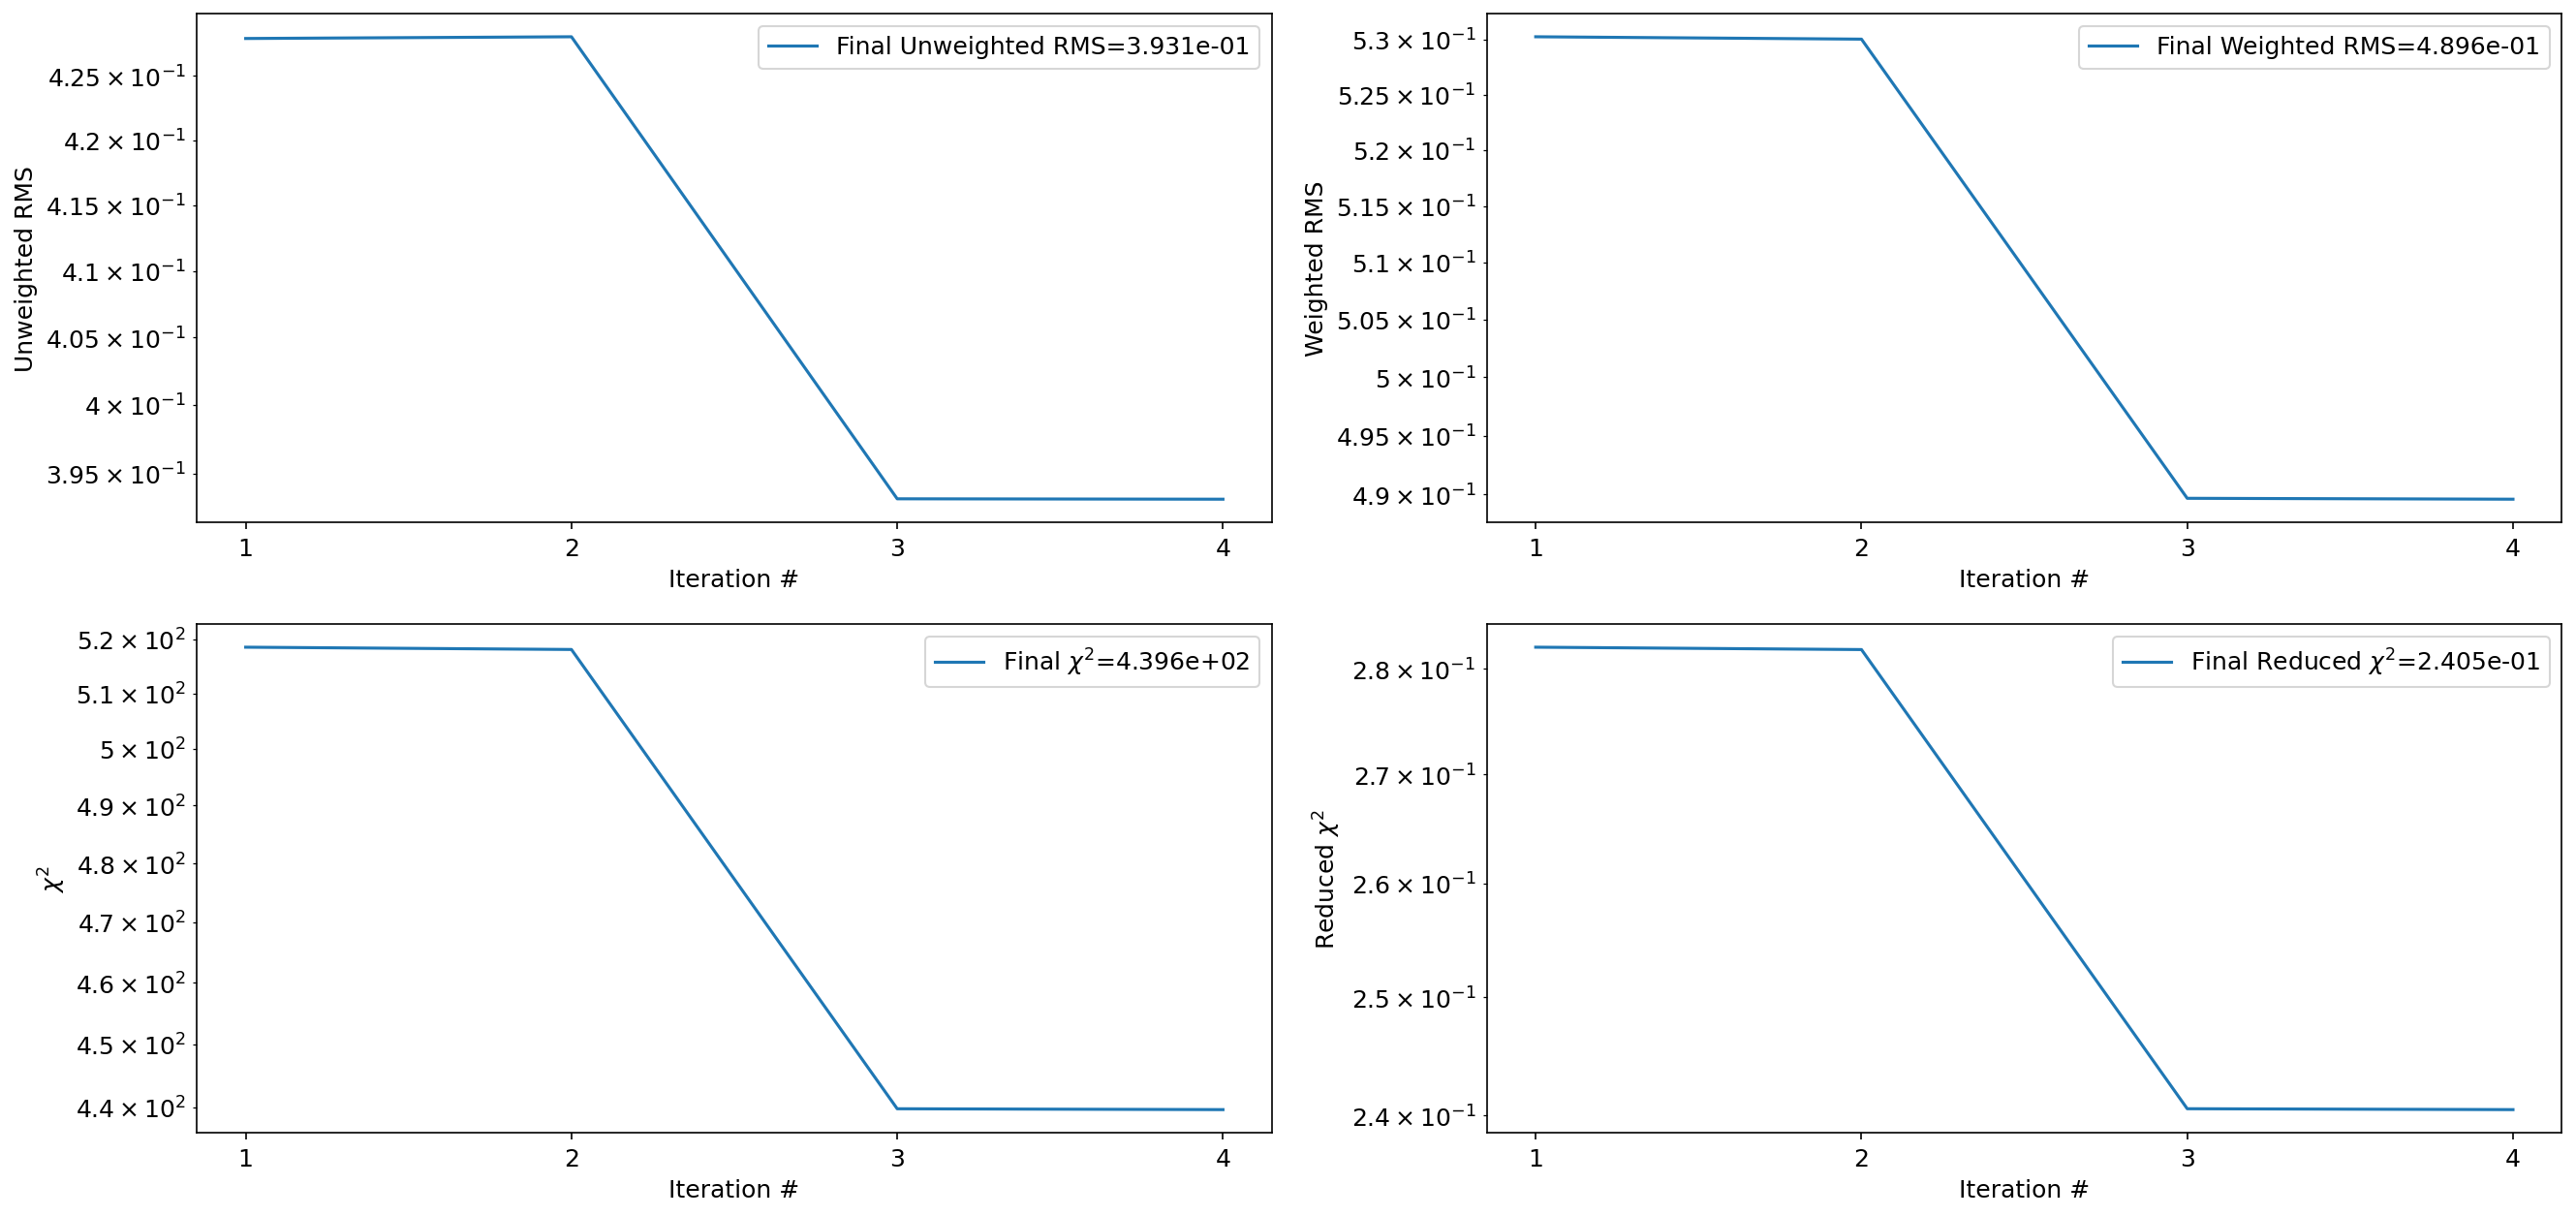 Final Unweighted RMS=3.931e-01
4.25×10⁻¹
4.2×10⁻¹
4.15×10⁻¹
4.1×10⁻¹
4.05×10⁻¹
4×10⁻¹
3.95×10⁻¹
Unweighted RMS
1 2 3 4
Iteration #
Final Weighted RMS=4.896e-01
5.3×10⁻¹
5.25×10⁻¹
5.2×10⁻¹
5.15×10⁻¹
5.1×10⁻¹
5.05×10⁻¹
5×10⁻¹
4.95×10⁻¹
4.9×10⁻¹
Weighted RMS
1 2 3 4
Iteration #
Final χ²=4.396e+02
5.2×10²
5.1×10²
5×10²
4.9×10²
4.8×10²
4.7×10²
4.6×10²
4.5×10²
4.4×10²
χ²
1 2 3 4
Iteration #
Final Reduced χ²=2.405e-01
2.8×10⁻¹
2.7×10⁻¹
2.6×10⁻¹
2.5×10⁻¹
2.4×10⁻¹
Reduced χ²
1 2 3 4
Iteration #